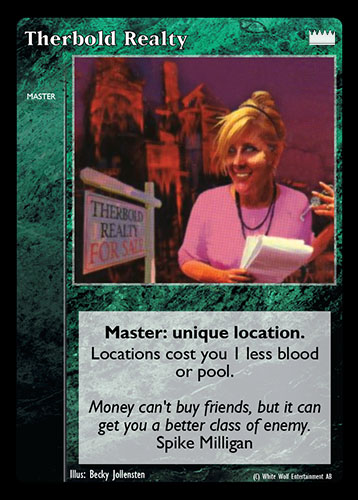 Therbold Realty
MASTER
THERBOLD
REALTY
FOR SALE
Master: unique location.
Locations cost you 1 less blood
or pool.
Money can't buy friends, but it can
get you a better class of enemy.
Spike Milligan
Illus: Becky Jollensten
(C) White Wolf Entertainment AB